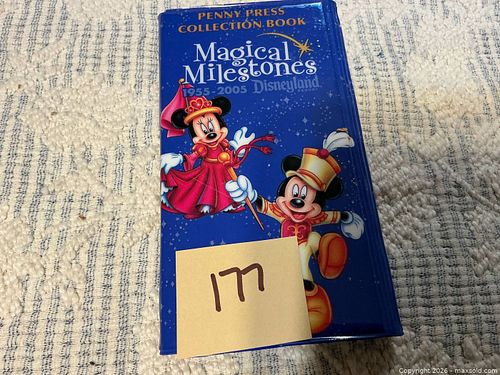 PENNY PRESS
COLLECTION BOOK
Magical
Milestones
1955-2005 Disneyland
177
Copyright 2026 - maxsold.com